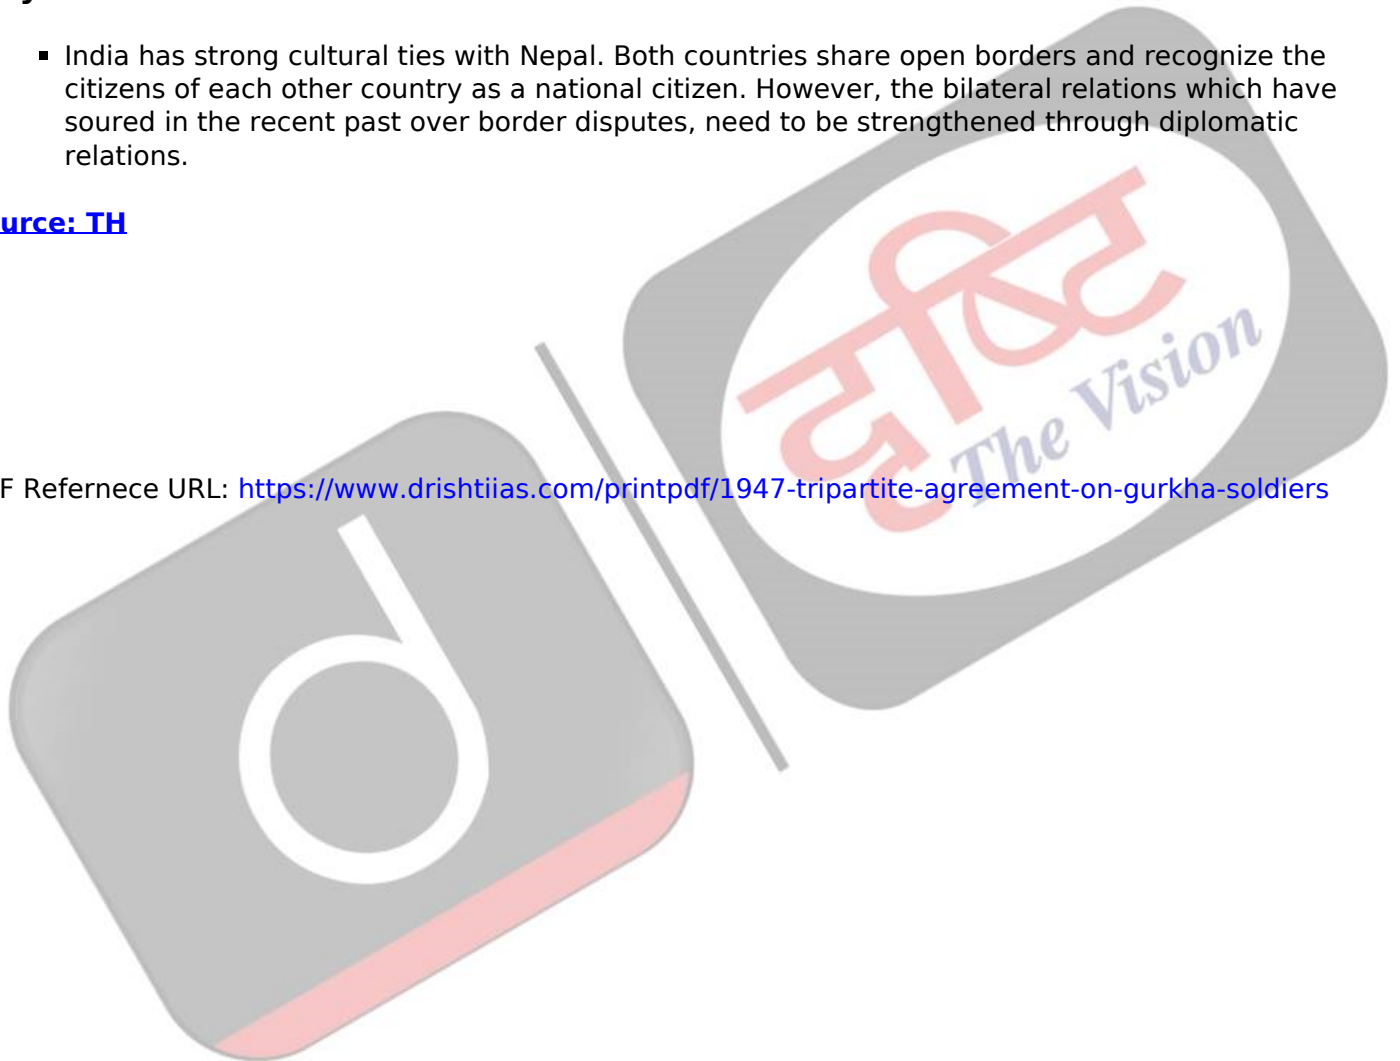 India has strong cultural ties with Nepal. Both countries share open borders and recognize the
citizens of each other country as a national citizen. However, the bilateral relations which have
soured in the recent past over border disputes, need to be strengthened through diplomatic
relations.
urce: TH
दृष्टि
The Vision
F Refernece URL: https://www.drishtiias.com/printpdf/1947-tripartite-agreement-on-gurkha-soldiers
d